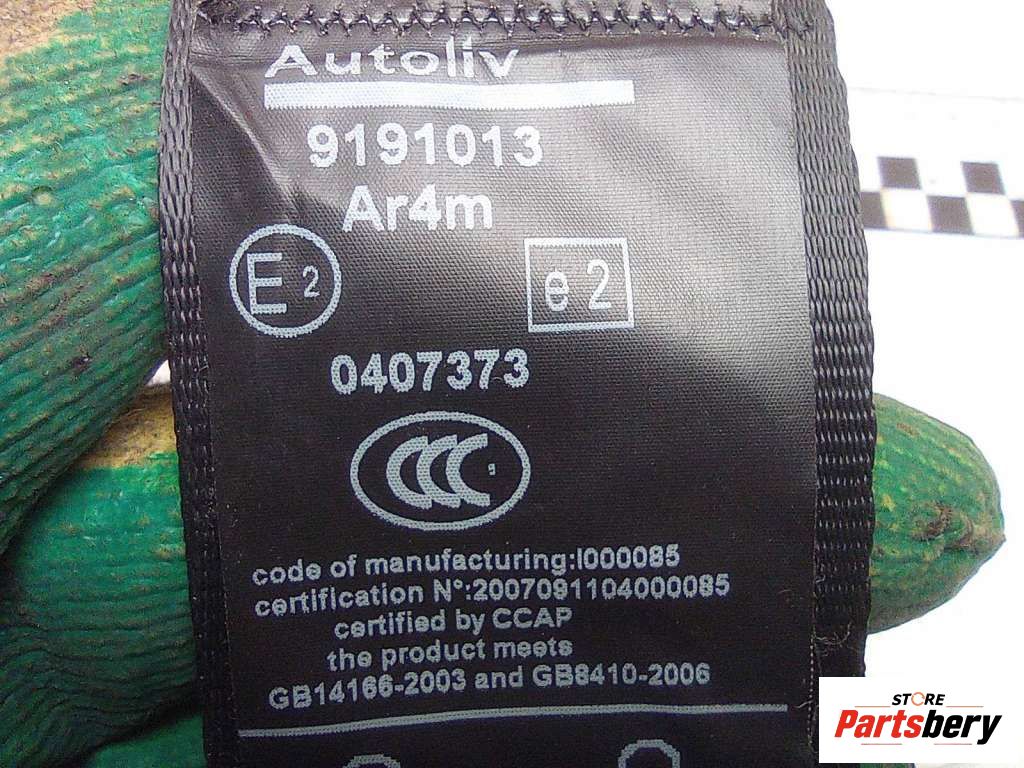 Autoliv
9191013
Ar4m
E2
e2
0407373
CCC
code of manufacturing:I000085
certification N°:2007091104000085
certified by CCAP
the product meets
GB14166-2003 and GB8410-2006
STORE
Partsbery